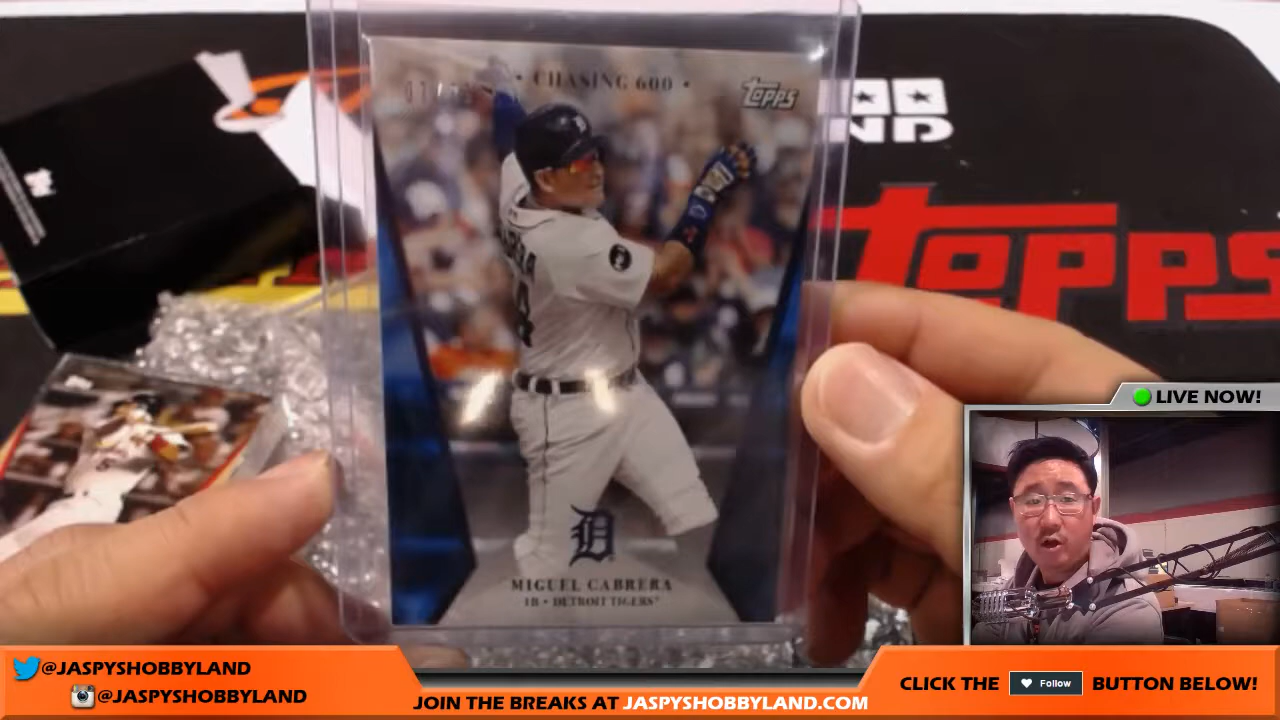 • CHASING 600 •
topps
ND
topps
D
MIGUEL CABRERA
1B • DETROIT TIGERS
LIVE NOW!
@JASPYSHOBBYLAND
@JASPYSHOBBYLAND
JOIN THE BREAKS AT JASPYSHOBBYLAND.COM
CLICK THE Follow BUTTON BELOW!